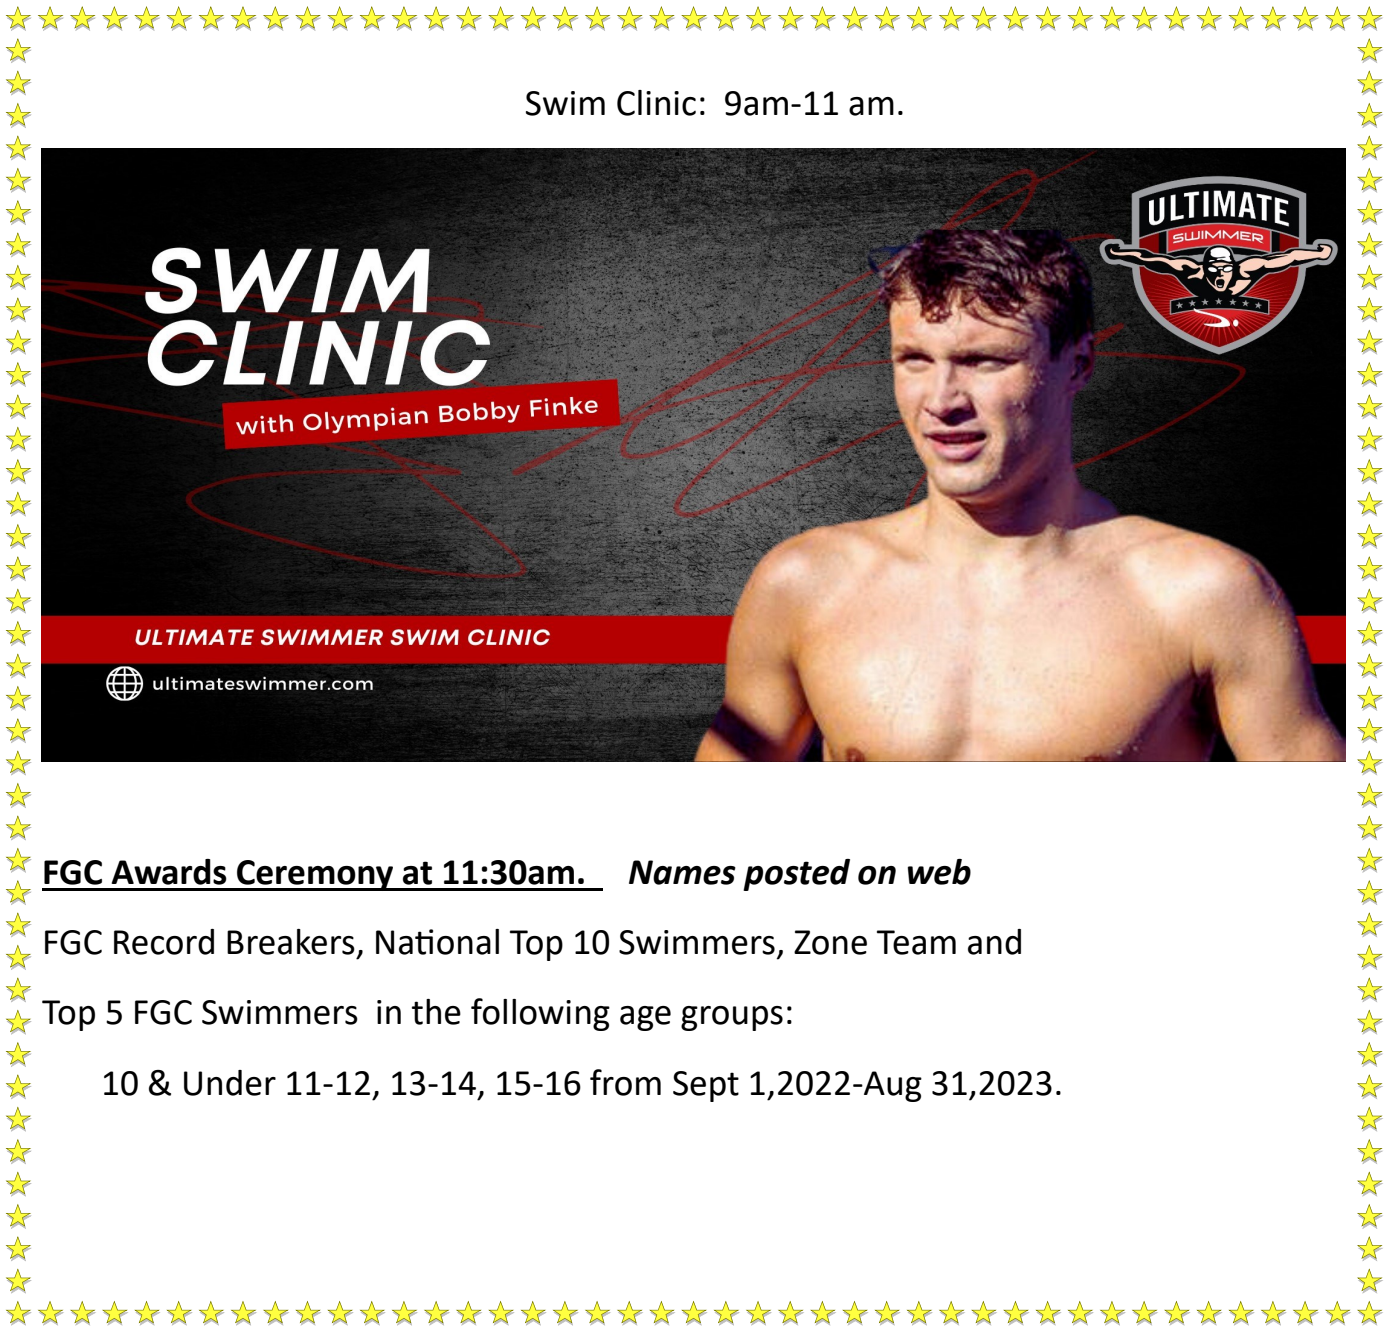 Swim Clinic:  9am-11 am.
ULTIMATE
SWIMMER
SWIM
CLINIC
with Olympian Bobby Finke
ULTIMATE SWIMMER SWIM CLINIC
ultimateswimmer.com
FGC Awards Ceremony at 11:30am.    Names posted on web
FGC Record Breakers, National Top 10 Swimmers, Zone Team and
Top 5 FGC Swimmers  in the following age groups:
10 & Under 11-12, 13-14, 15-16 from Sept 1,2022-Aug 31,2023.